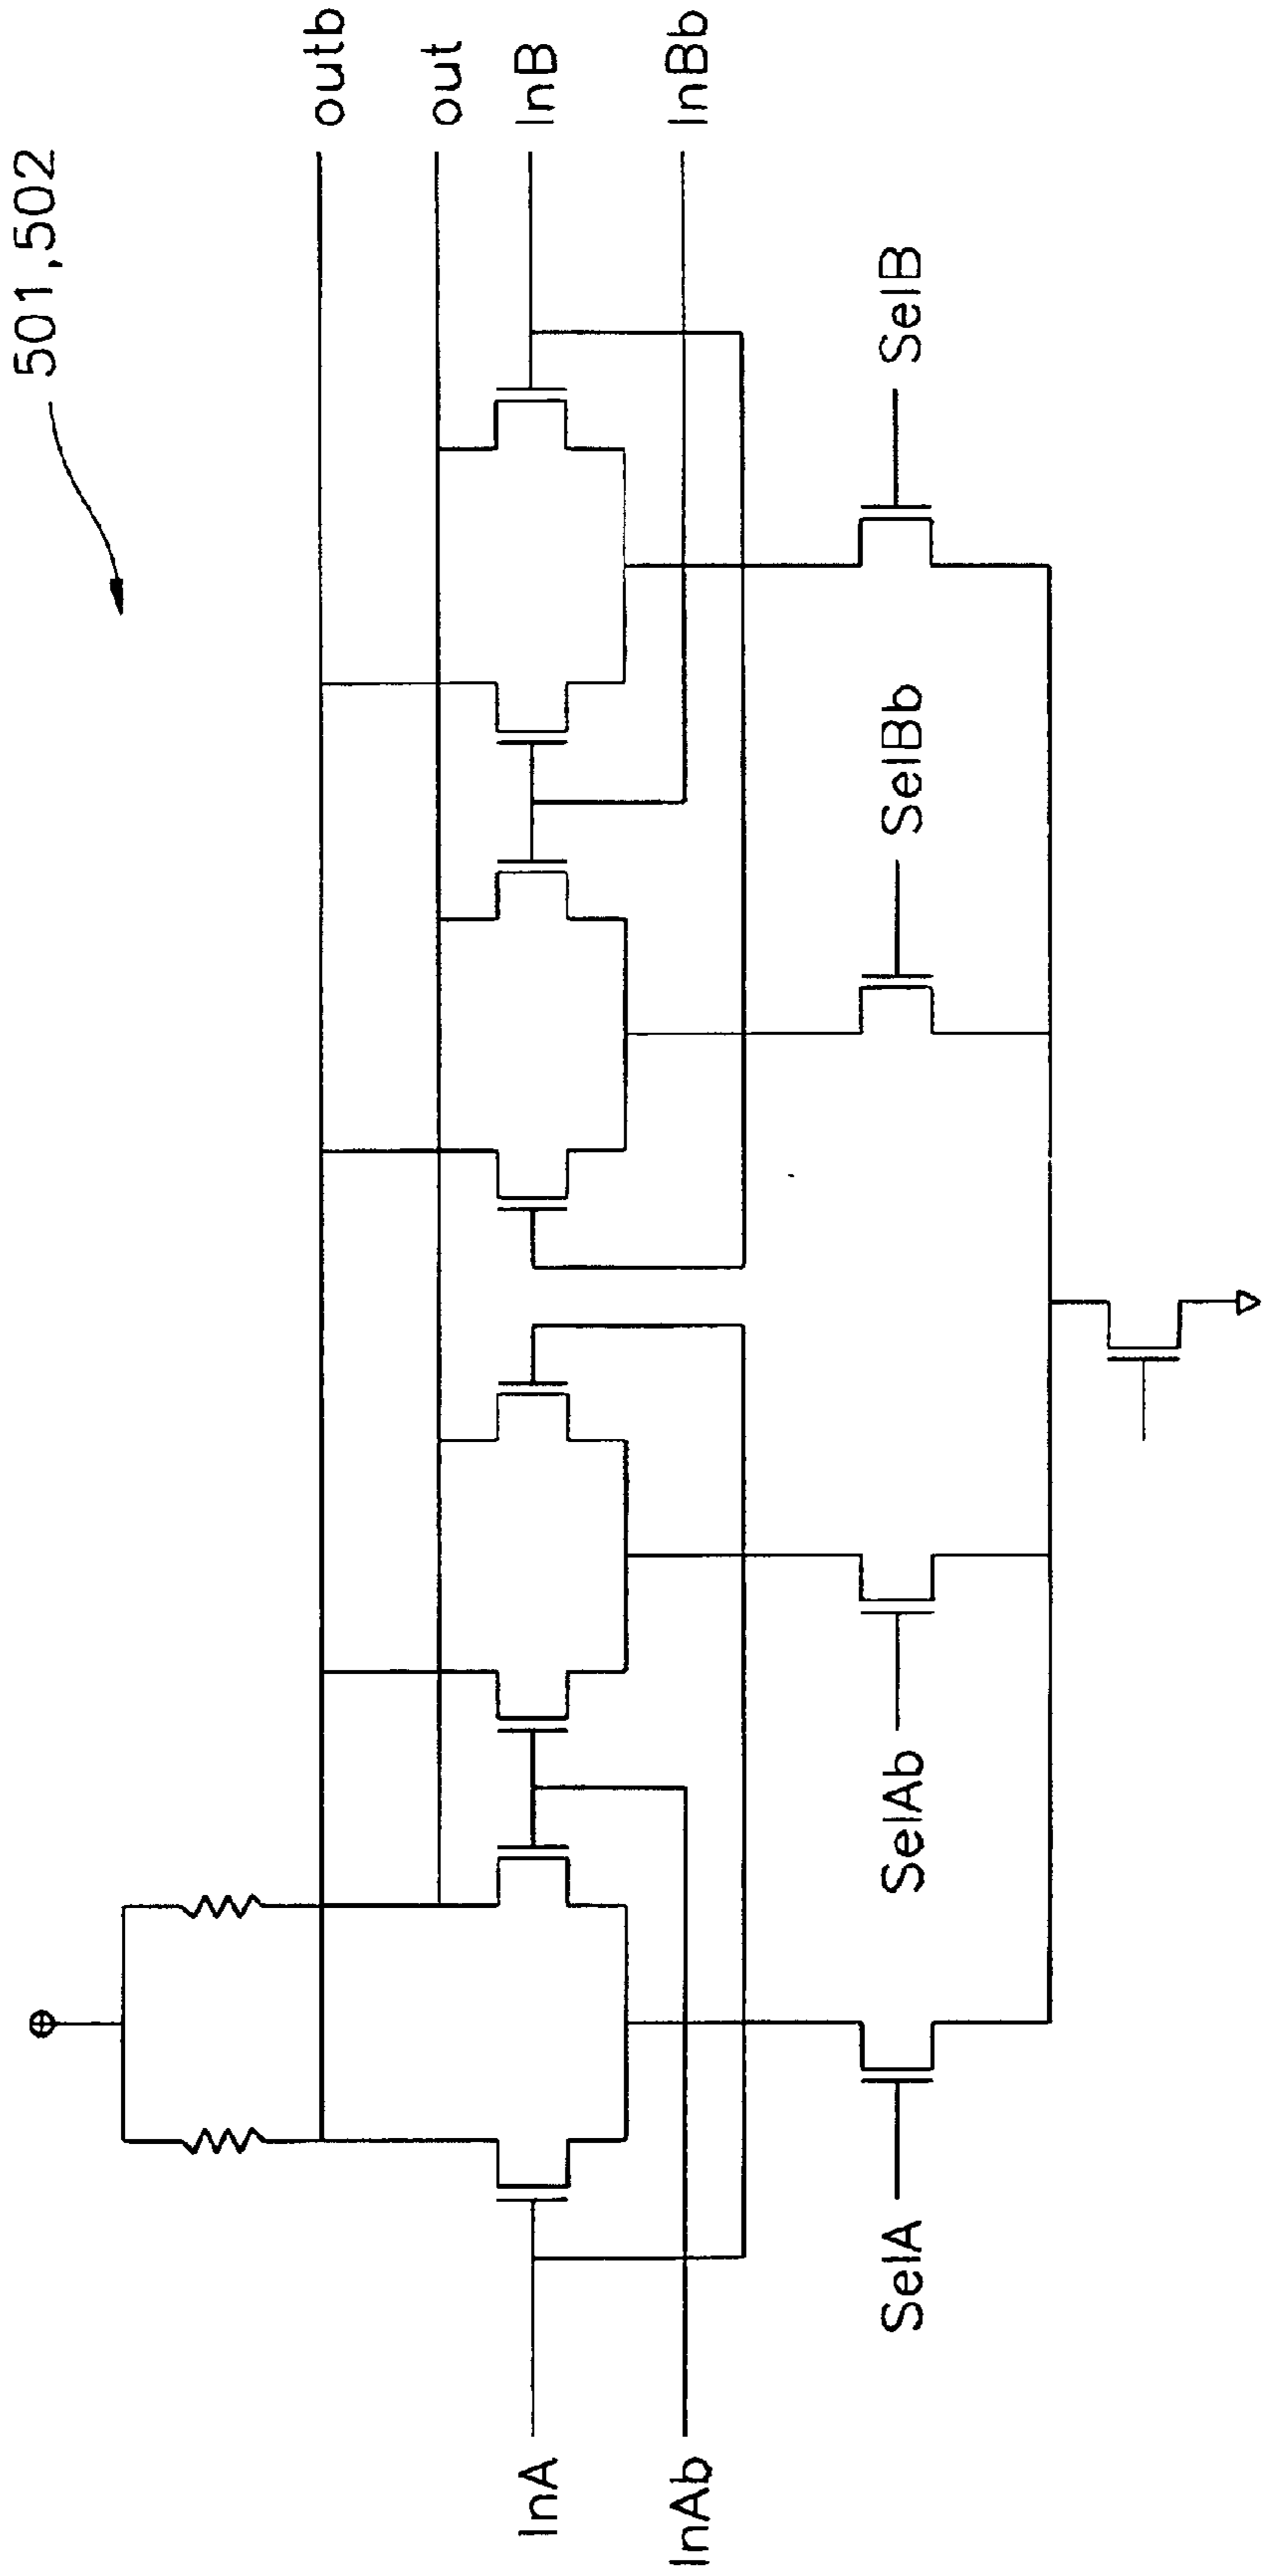 501,502
outb
out
InB
InBb
SelB
SelBb
SelAb
SelA
InA
InAb